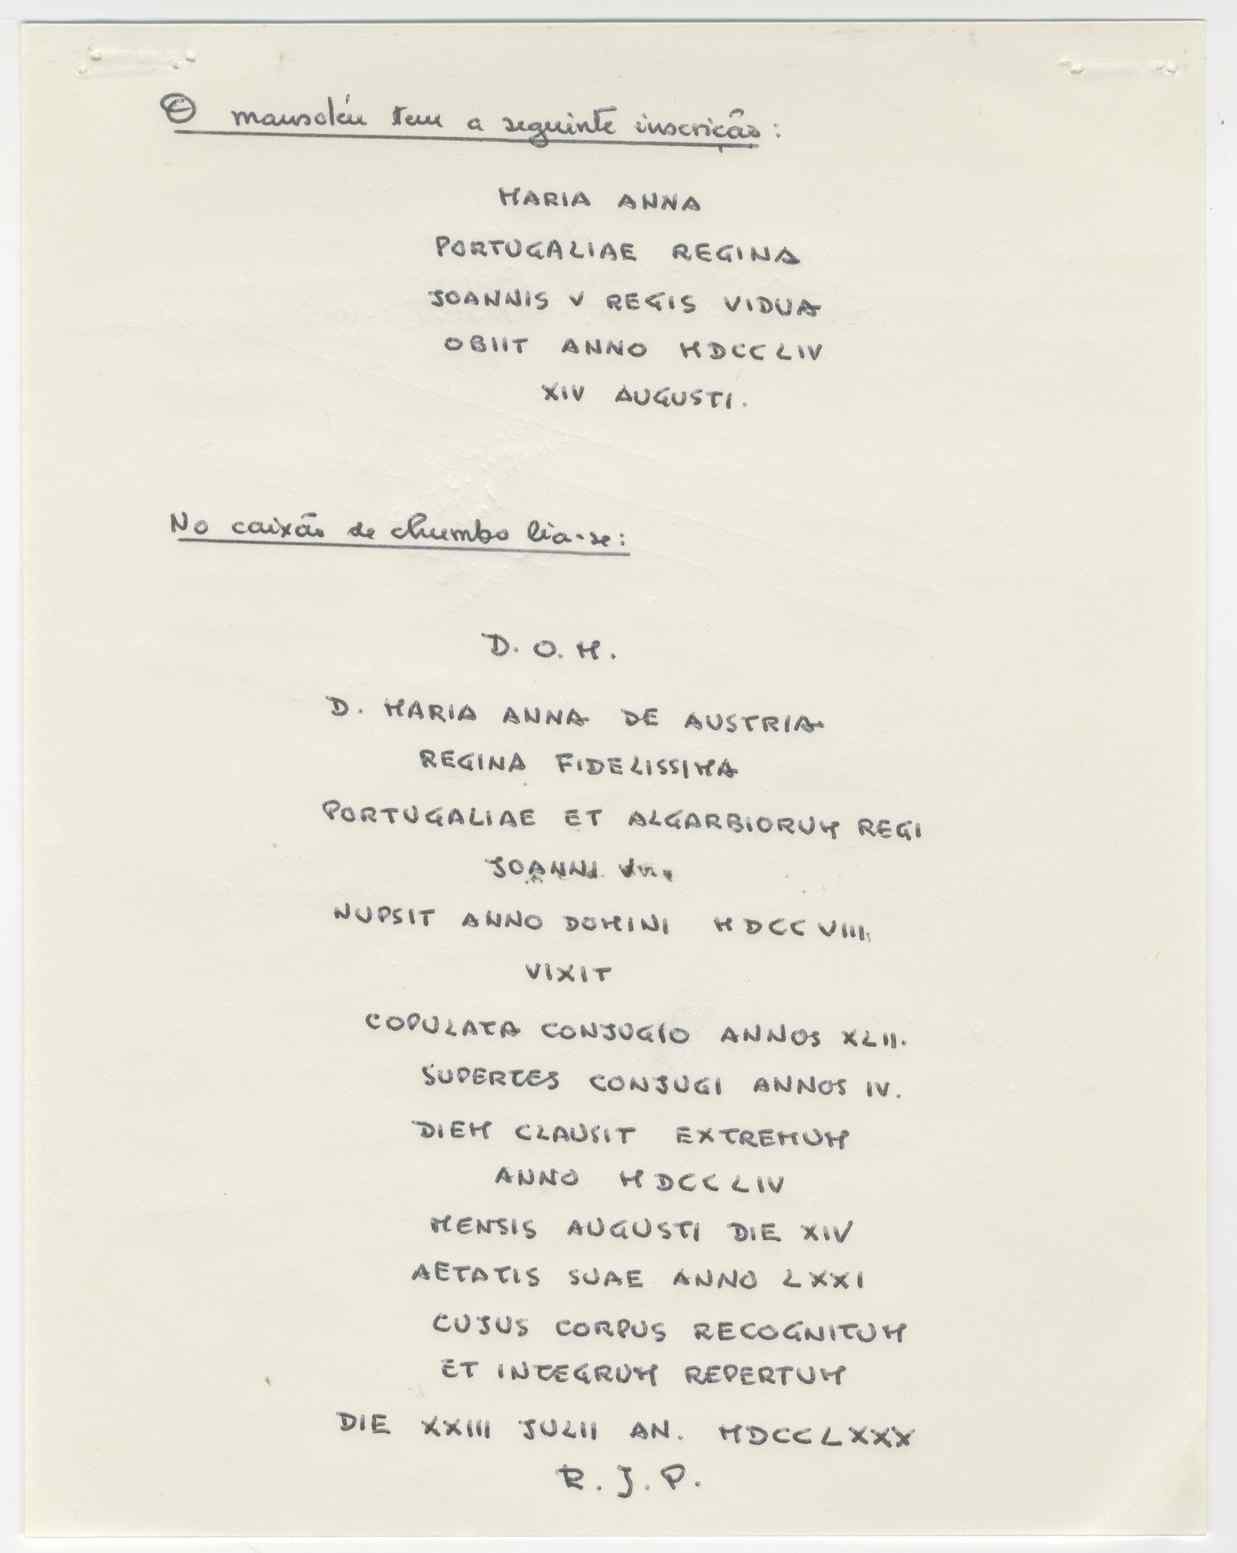 O mausoléu tem a seguinte inscrição:
MARIA ANNA
PORTUGALIAE REGINA
JOANNIS V REGIS VIDUA
OBIIT ANNO MDCCLIV
XIV AUGUSTI.
No caixão de chumbo lia-se:
D. O. M.
D. MARIA ANNA DE AUSTRIA
REGINA FIDELISSIMA
PORTUGALIAE ET ALGARBIORUM REGI
JOANNI
NUPSIT ANNO DOMINI MDCCVIII
VIXIT
COPULATA CONJUGIO ANNOS XLII.
SUPERTES CONJUGI ANNOS IV.
DIEM CLAUSIT EXTREMUM
ANNO MDCCLIV
MENSIS AUGUSTI DIE XIV
AETATIS SUAE ANNO LXXI
CUJUS CORPUS RECOGNITUM
ET INTEGRUM REPERTUM
DIE XXIII JULII AN. MDCCLXXX
R. J. P.